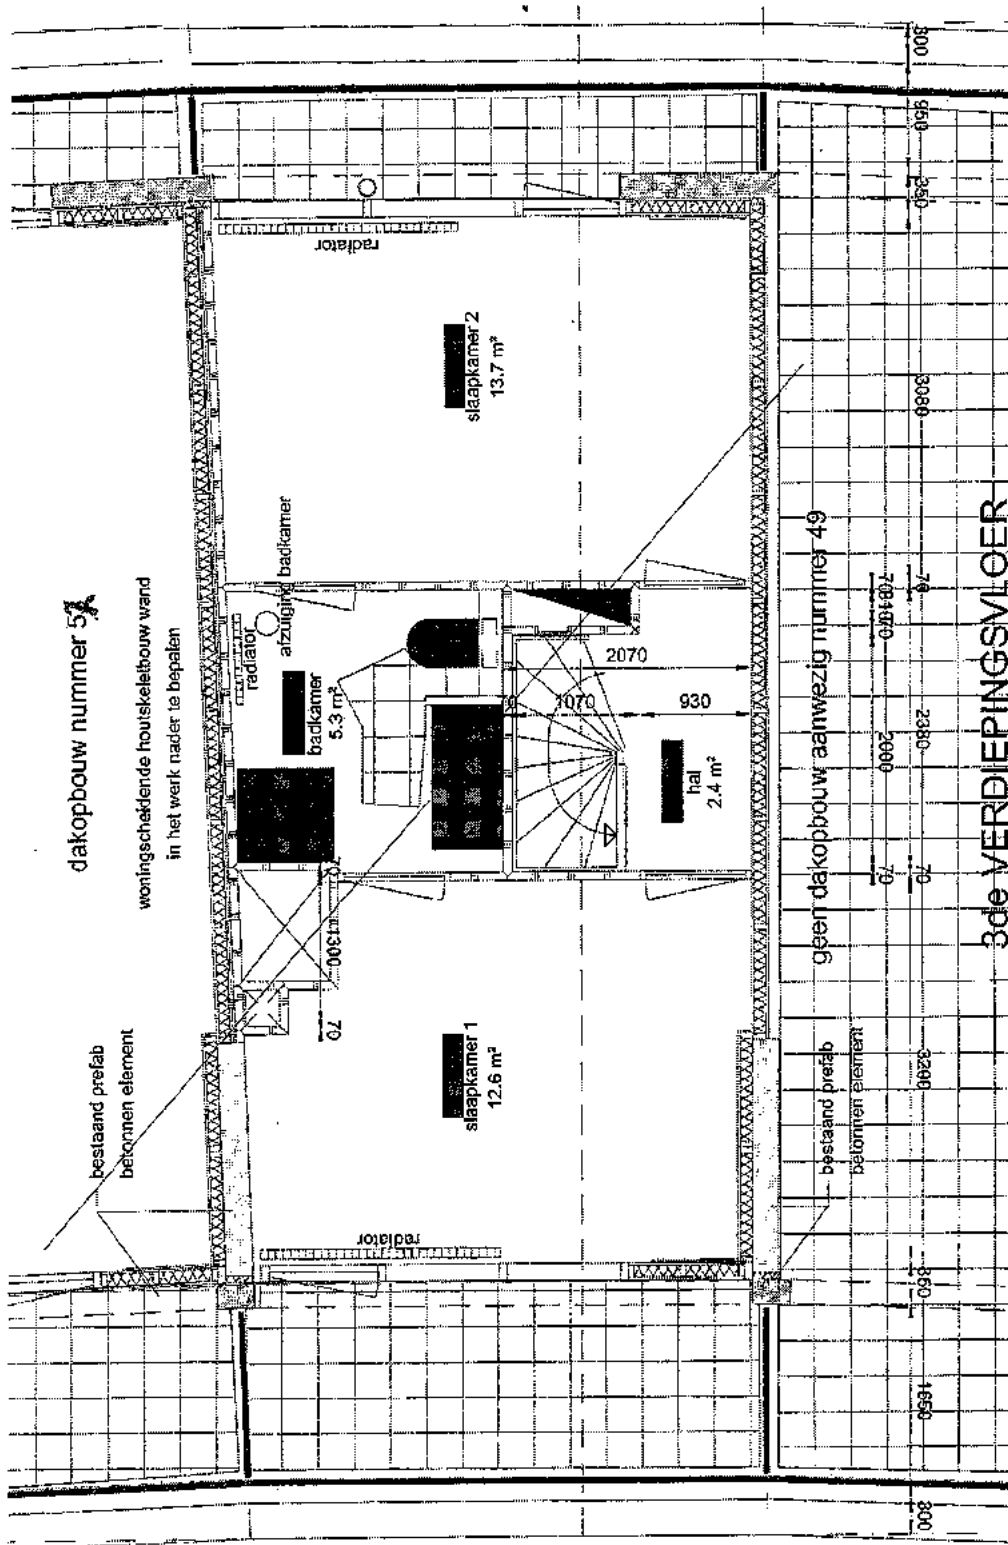 dakopbouw nummer 5
woningscheidende houtskeletbouw wand
in het werk nader te bepalen
radiator
slaapkamer 2
13.7 m²
afzuiging badkamer
radiator
badkamer
5.3 m²
2070
1070
930
hal
2.4 m²
1300
70
bestaand prefab
betonnen element
slaapkamer 1
12.6 m²
radiator
geen dakopbouw aanwezig nummer 49
bestaand prefab
betonnen element
800
950
350
3080
70
2380
2000
70
70
3200
350
1650
800
3de VERDIEPINGSVLOER